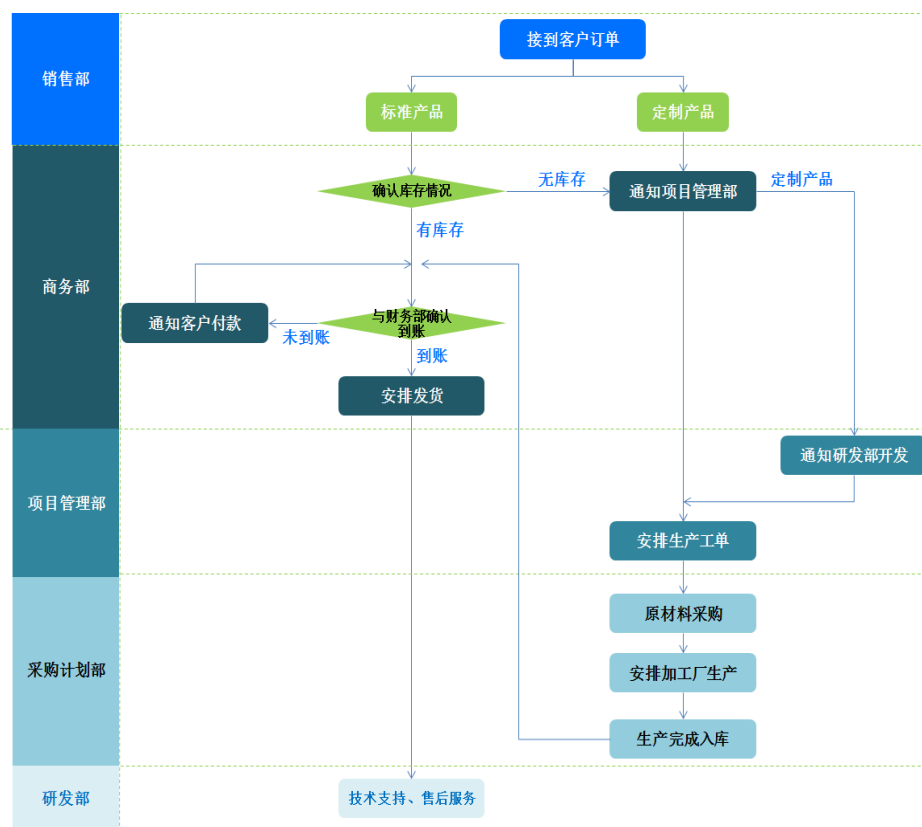 接到客户订单
销售部
标准产品
定制产品
确认库存情况
无库存
通知项目管理部
定制产品
有库存
商务部
通知客户付款
未到账
与财务部确认
到账
到账
安排发货
通知研发部开发
项目管理部
安排生产工单
原材料采购
采购计划部
安排加工厂生产
生产完成入库
研发部
技术支持、售后服务